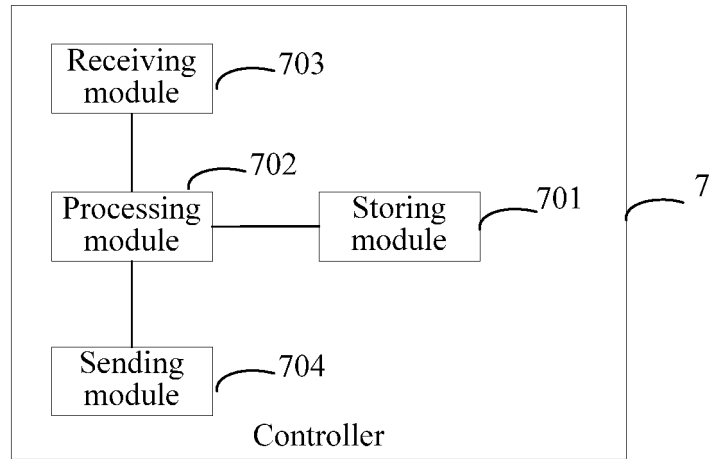 Receiving
module
703
702
Processing
module
Storing
module
701
7
Sending
module
704
Controller